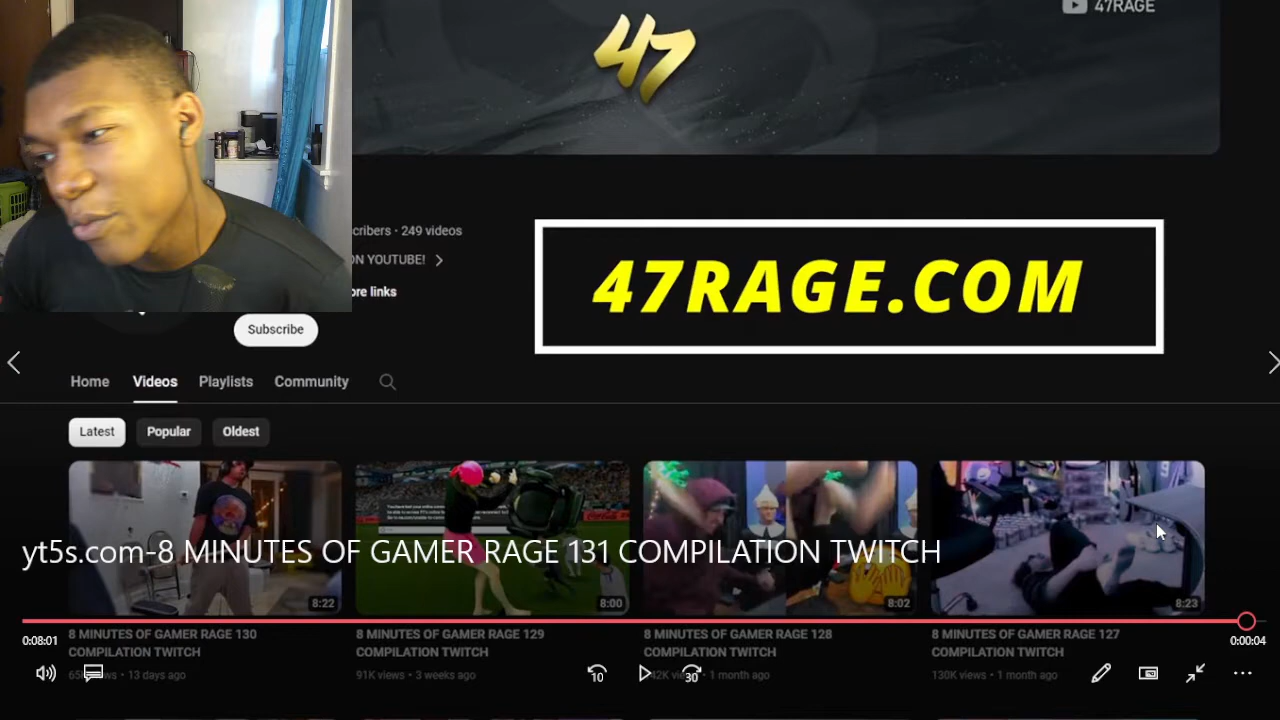 47RAGE
47
cribers • 249 videos
ON YOUTUBE!
ore links
47RAGE.COM
Subscribe
Home
Videos
Playlists
Community
Latest
Popular
Oldest
yt5s.com-8 MINUTES OF GAMER RAGE 131 COMPILATION TWITCH
8:22
8:00
8:02
8:23
0:08:01
0:00:04
8 MINUTES OF GAMER RAGE 130
COMPILATION TWITCH
13 days ago
8 MINUTES OF GAMER RAGE 129
COMPILATION TWITCH
91K views • 3 weeks ago
8 MINUTES OF GAMER RAGE 128
COMPILATION TWITCH
1 month ago
8 MINUTES OF GAMER RAGE 127
COMPILATION TWITCH
130K views • 1 month ago
10
30